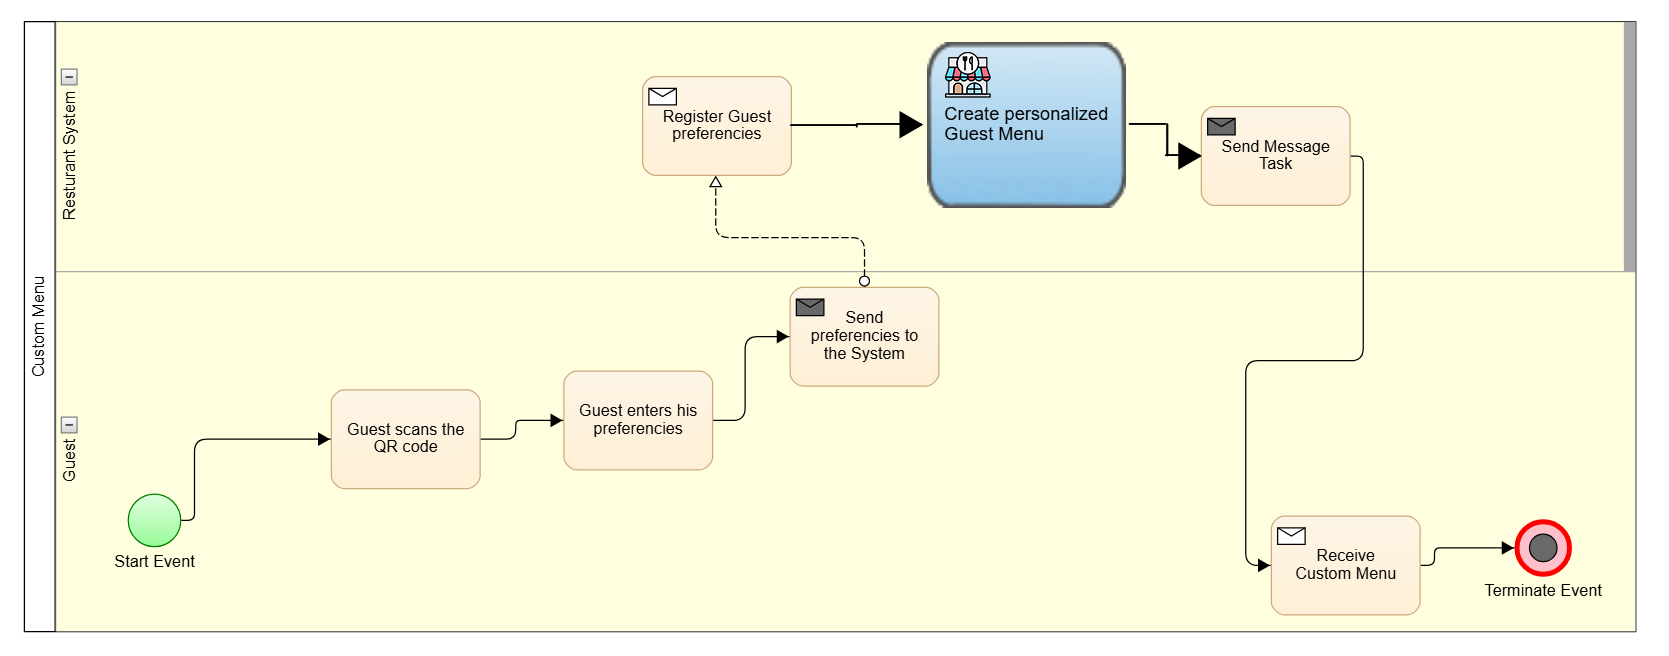 Custom Menu
Resturant System
Register Guest
preferencies
Create personalized
Guest Menu
Send Message
Task
Guest
Start Event
Guest scans the
QR code
Guest enters his
preferencies
Send
preferencies to
the System
Receive
Custom Menu
Terminate Event